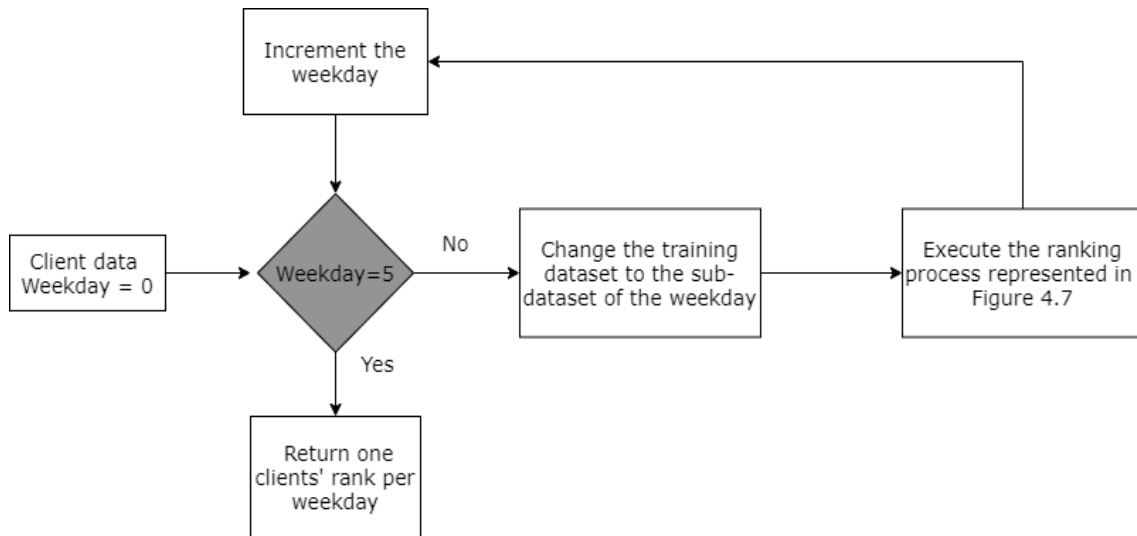 Increment the
weekday
Client data
Weekday = 0
Weekday=5
No
Change the training
dataset to the sub-
dataset of the weekday
Execute the ranking
process represented in
Figure 4.7
Yes
Return one
clients' rank per
weekday